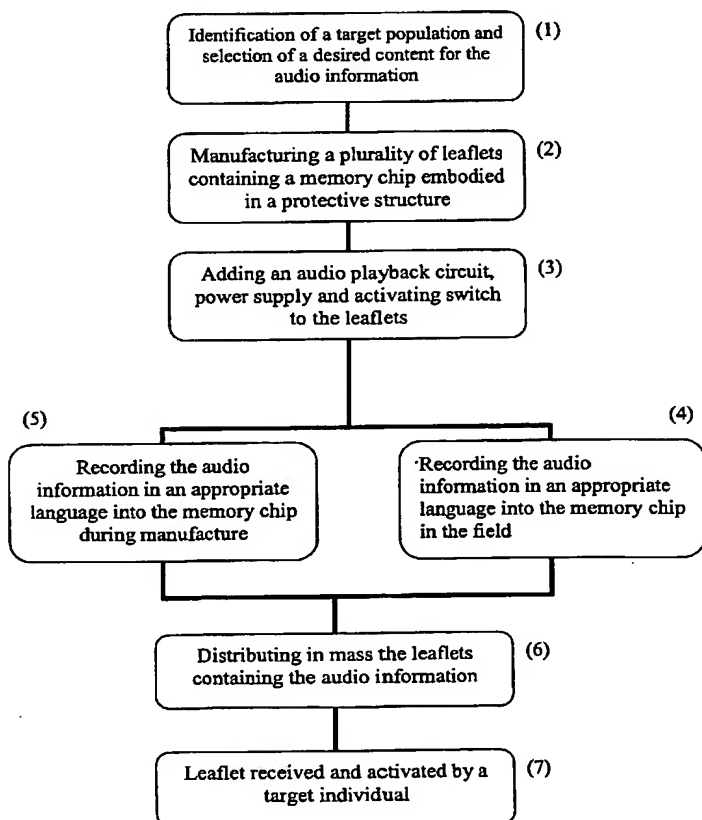 Identification of a target population and
selection of a desired content for the
audio information
(1)
Manufacturing a plurality of leaflets
containing a memory chip embodied
in a protective structure
(2)
Adding an audio playback circuit,
power supply and activating switch
to the leaflets
(3)
(5)
Recording the audio
information in an appropriate
language into the memory chip
during manufacture
(4)
Recording the audio
information in an appropriate
language into the memory chip
in the field
Distributing in mass the leaflets
containing the audio information
(6)
Leaflet received and activated by a
target individual
(7)